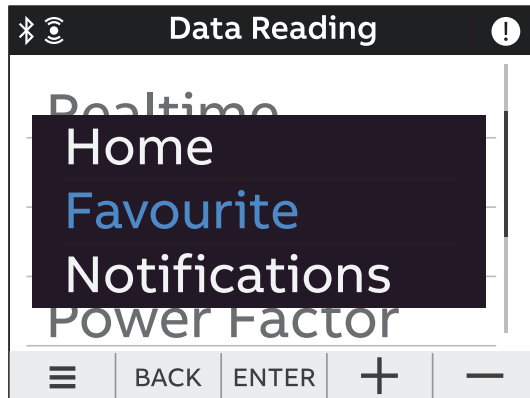 Data Reading
Realtime
Home
Favourite
Notifications
Power Factor
BACK ENTER + —